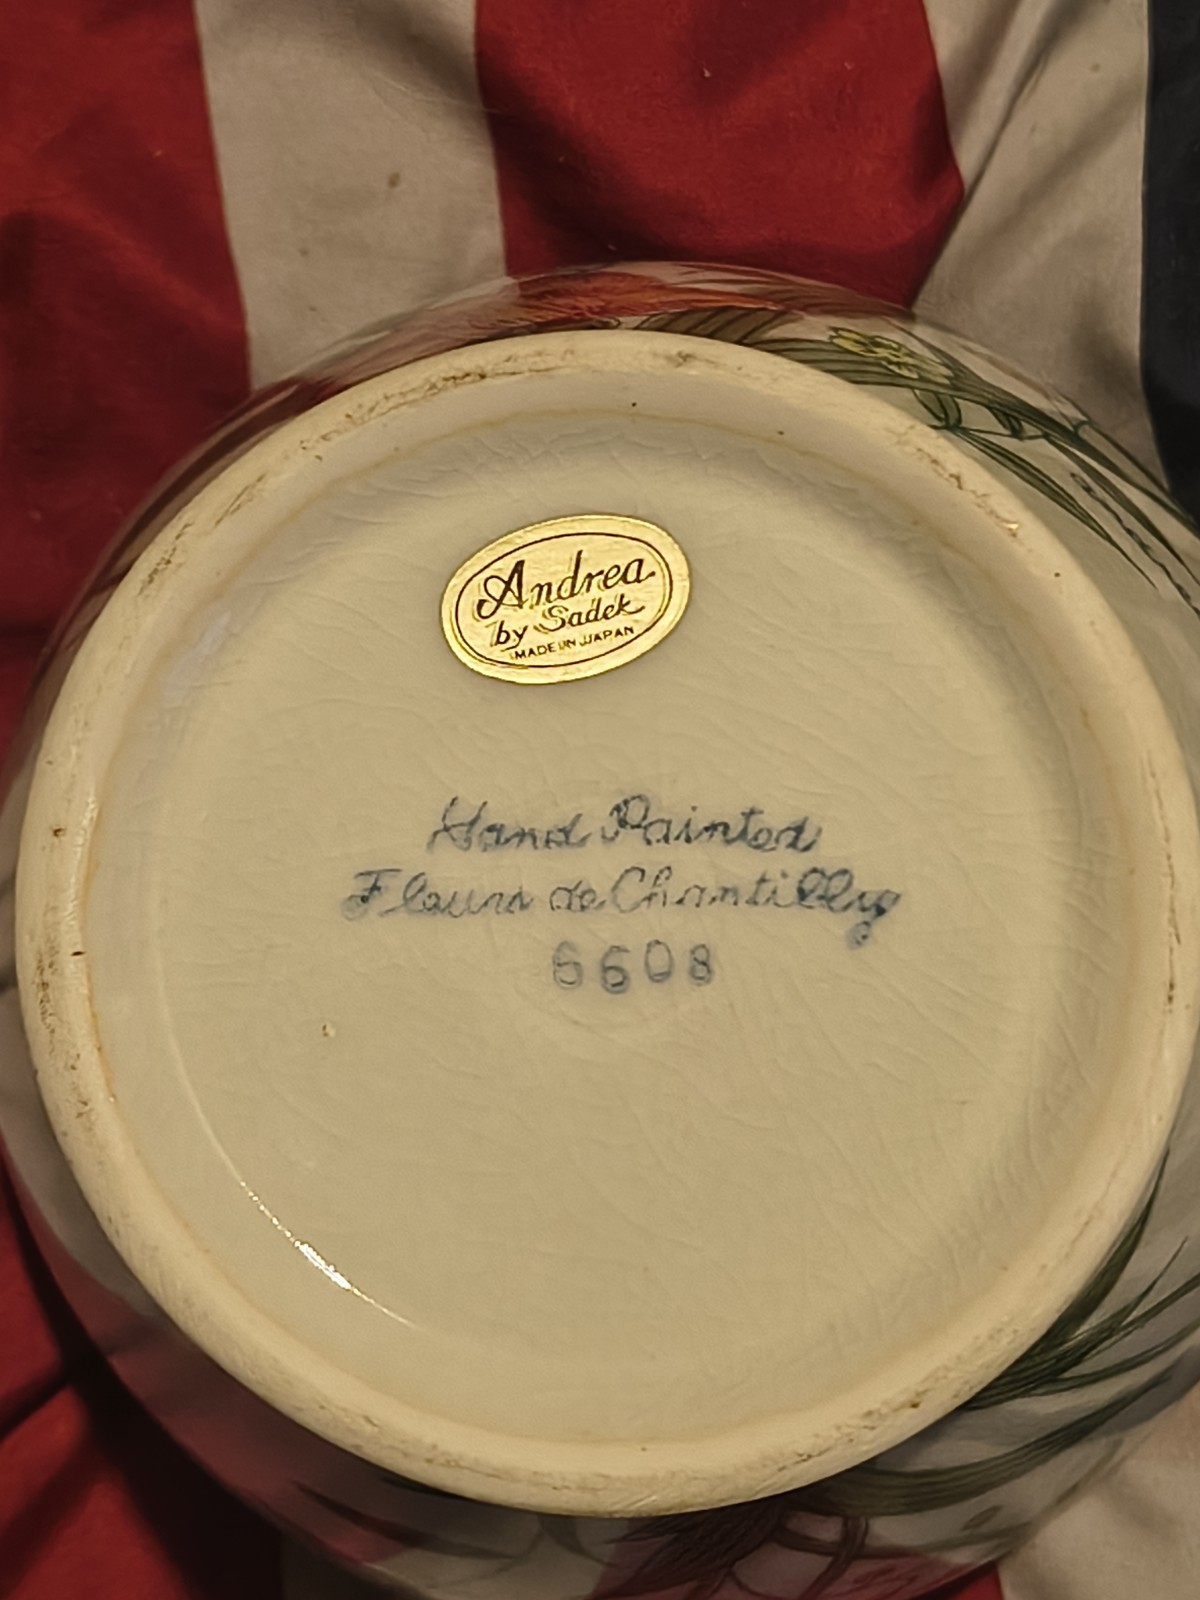 Andrea
by Sadek
MADE IN JAPAN
Hand Painted
Fleurs de Chantilly
6608